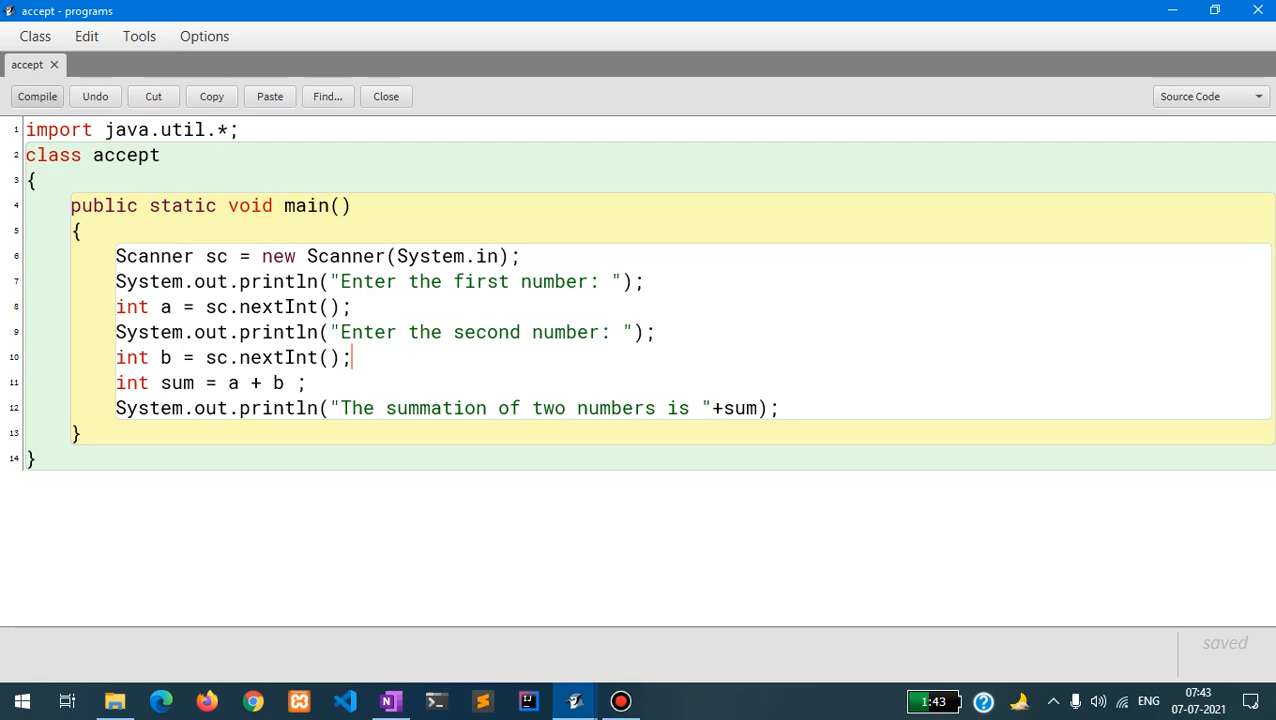 accept - programs
Class Edit Tools Options
accept
Compile Undo Cut Copy Paste Find... Close Source Code
1 import java.util.*;
2 class accept
3 {
4 public static void main()
5 {
6 Scanner sc = new Scanner(System.in);
7 System.out.println("Enter the first number: ");
8 int a = sc.nextInt();
9 System.out.println("Enter the second number: ");
10 int b = sc.nextInt();
11 int sum = a + b ;
12 System.out.println("The summation of two numbers is "+sum);
13 }
14 }
saved
1:43 ENG 07:43
07-07-2021